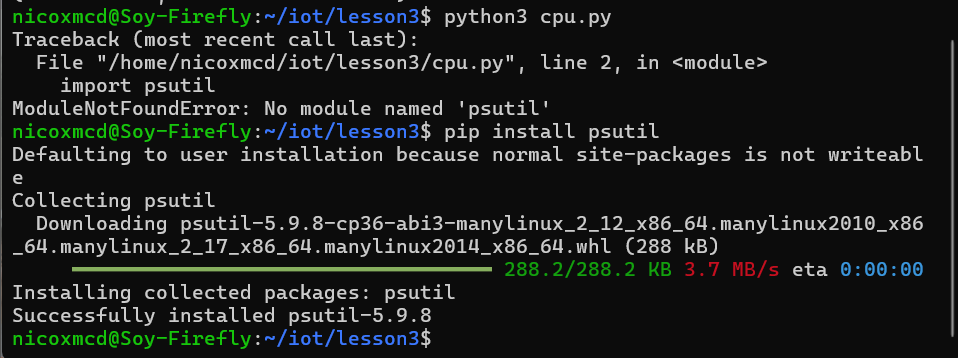 nicoxmcd@Soy-Firefly:~/iot/lesson3$ python3 cpu.py
Traceback (most recent call last):
  File "/home/nicoxmcd/iot/lesson3/cpu.py", line 2, in <module>
    import psutil
ModuleNotFoundError: No module named 'psutil'
nicoxmcd@Soy-Firefly:~/iot/lesson3$ pip install psutil
Defaulting to user installation because normal site-packages is not writeabl
e
Collecting psutil
  Downloading psutil-5.9.8-cp36-abi3-manylinux_2_12_x86_64.manylinux2010_x86
_64.manylinux_2_17_x86_64.manylinux2014_x86_64.whl (288 kB)
288.2/288.2 KB 3.7 MB/s eta 0:00:00
Installing collected packages: psutil
Successfully installed psutil-5.9.8
nicoxmcd@Soy-Firefly:~/iot/lesson3$